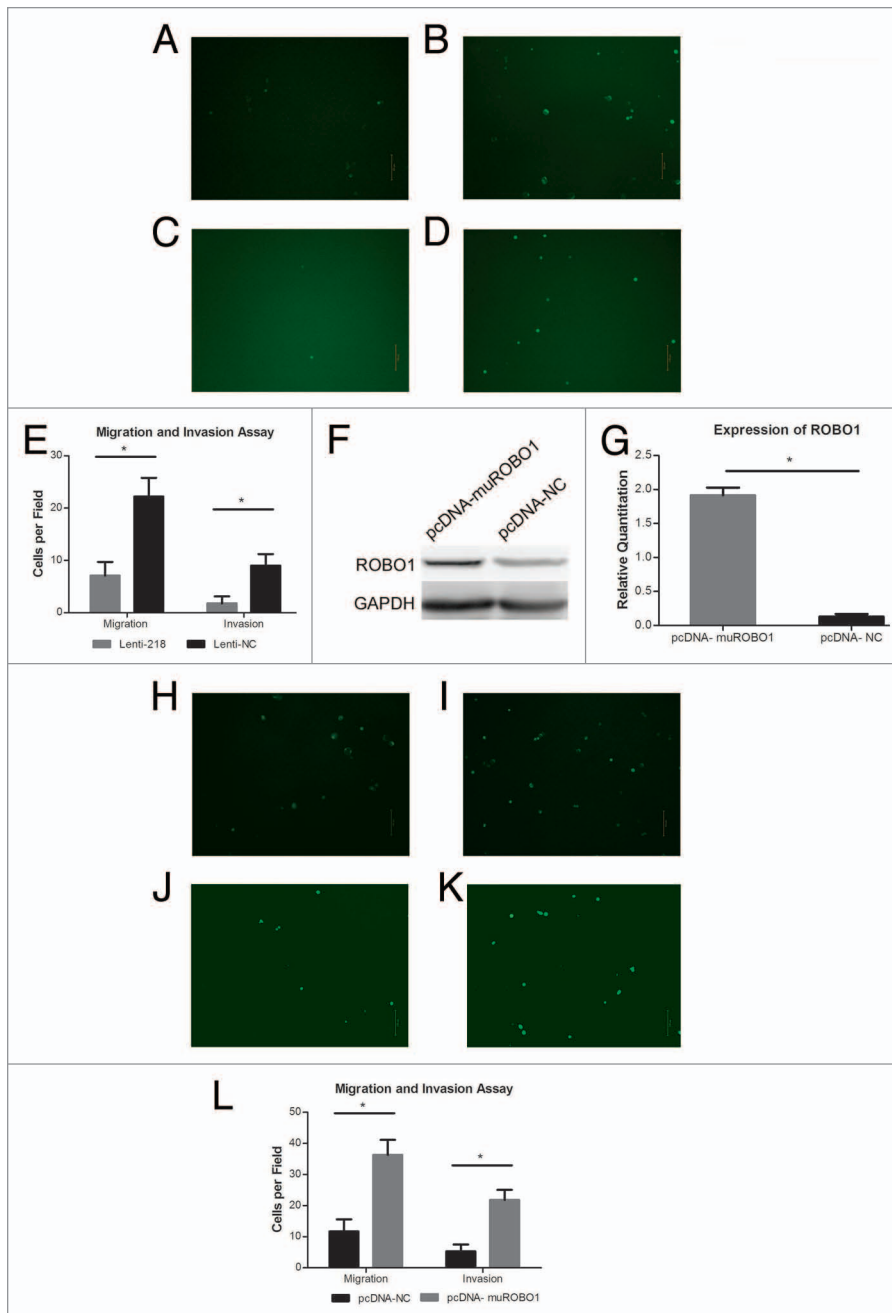 A
B
C
D
E
Migration and Invasion Assay
*
*
30
20
10
0
Cells per Field
Migration
Invasion
Lenti-218
Lenti-NC
F
pcDNA-muROBO1
pcDNA-NC
ROBO1
GAPDH
G
Expression of ROBO1
*
2.5
2.0
1.5
1.0
0.5
0.0
Relative Quantitation
pcDNA- muROBO1
pcDNA- NC
H
I
J
K
L
Migration and Invasion Assay
*
*
50
40
30
20
10
0
Cells per Field
Migration
Invasion
pcDNA-NC
pcDNA- muROBO1